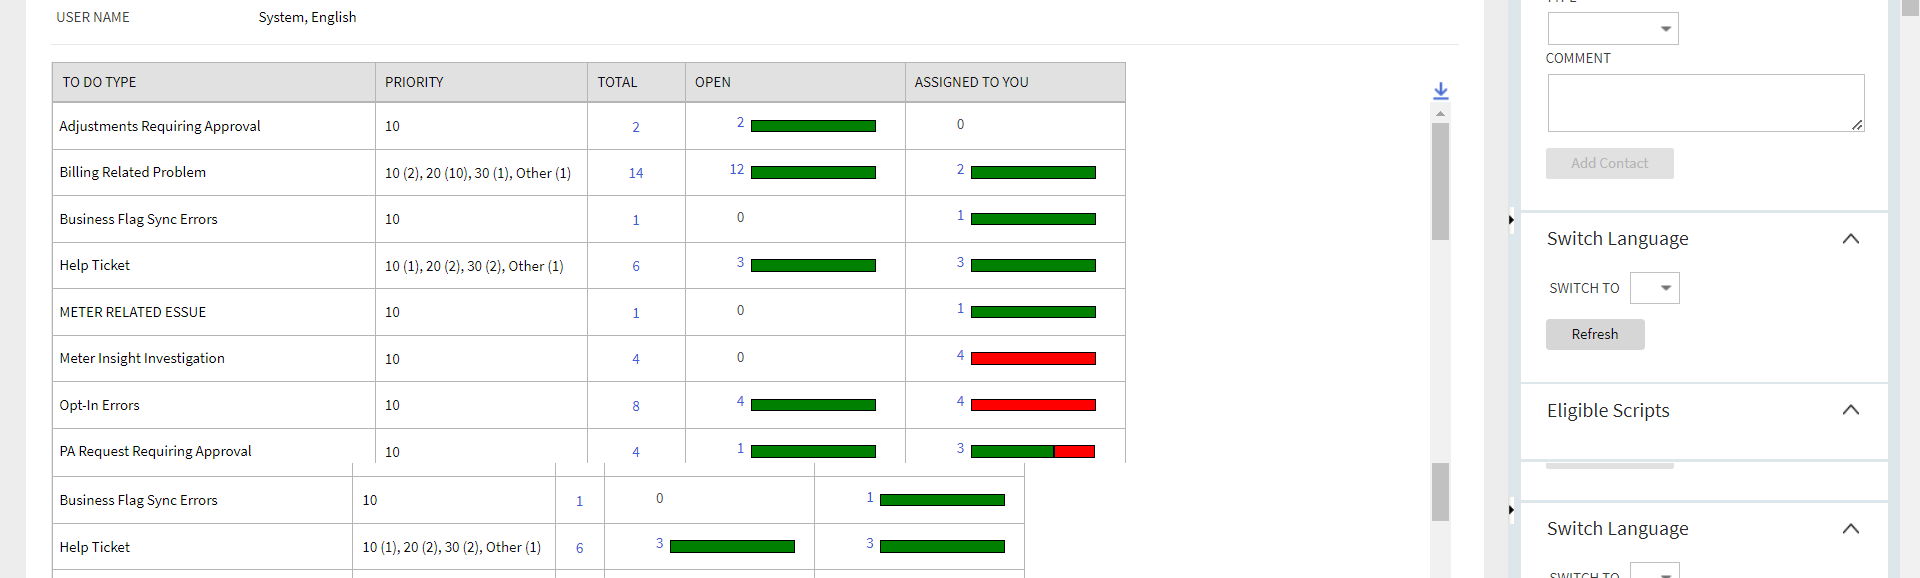 USER NAME System, English
TO DO TYPE PRIORITY TOTAL OPEN ASSIGNED TO YOU
Adjustments Requiring Approval 10 2 2 0
Billing Related Problem 10 (2), 20 (10), 30 (1), Other (1) 14 12 2
Business Flag Sync Errors 10 1 0 1
Help Ticket 10 (1), 20 (2), 30 (2), Other (1) 6 3 3
METER RELATED ESSUE 10 1 0 1
Meter Insight Investigation 10 4 0 4
Opt-In Errors 10 8 4 4
PA Request Requiring Approval 10 4 1 3
Business Flag Sync Errors 10 1 0 1
Help Ticket 10 (1), 20 (2), 30 (2), Other (1) 6 3 3
COMMENT
Add Contact
Switch Language
SWITCH TO
Refresh
Eligible Scripts
Switch Language
SWITCH TO